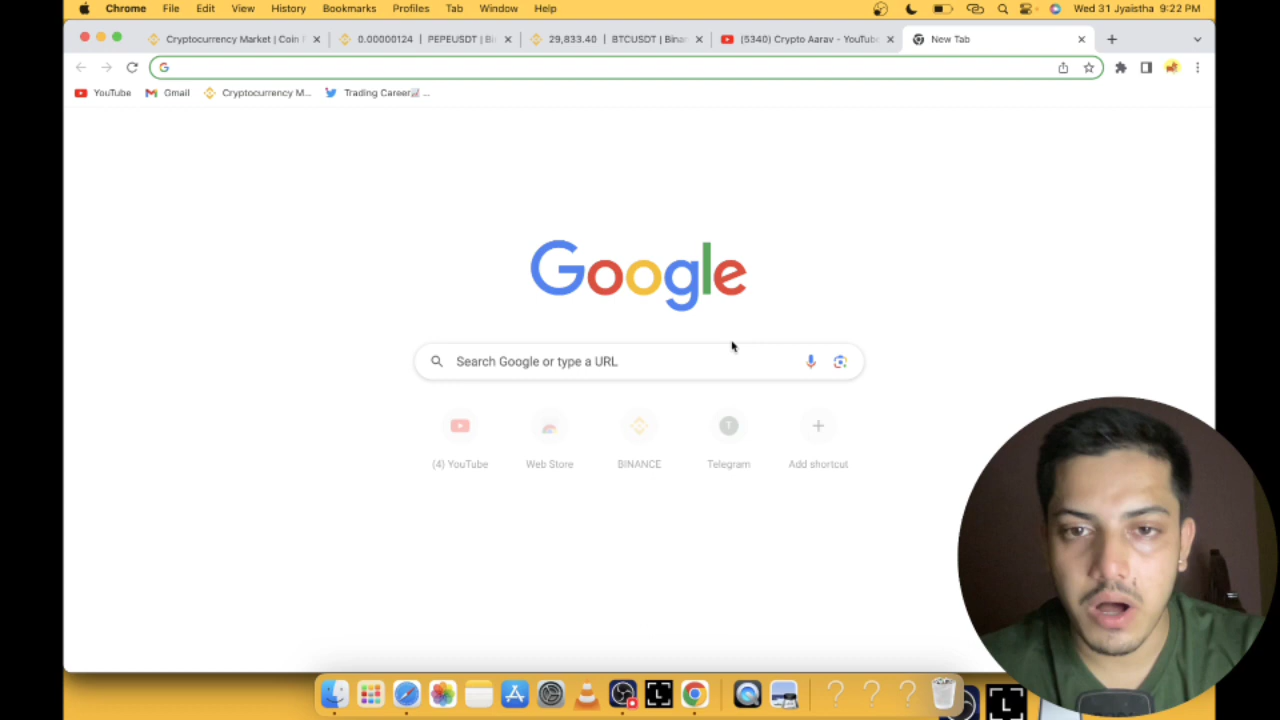 Chrome File Edit View History Bookmarks Profiles Tab Window Help Wed 31 Jyaistha 9:22 PM
Cryptocurrency Market | Coin 0.00000124 | PEPEUSDT | Bi 29,833.40 | BTCUSDT | Bina (5340) Crypto Aarav - YouTube New Tab
YouTube Gmail Cryptocurrency M... Trading Career ...
Google
Search Google or type a URL
T
(4) YouTube Web Store BINANCE Telegram Add shortcut
? ? ?
L L